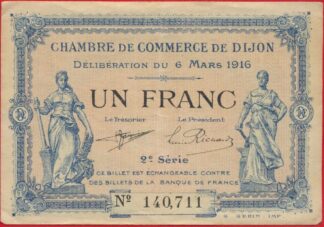 CHAMBRE DE COMMERCE DE DIJON
DÉLIBÉRATION DU 6 MARS 1916
UN FRANC
Le Trésorier Le Président
2e Série
CE BILLET EST ÉCHANGEABLE CONTRE
DES BILLETS DE LA BANQUE DE FRANCE
No 140,711